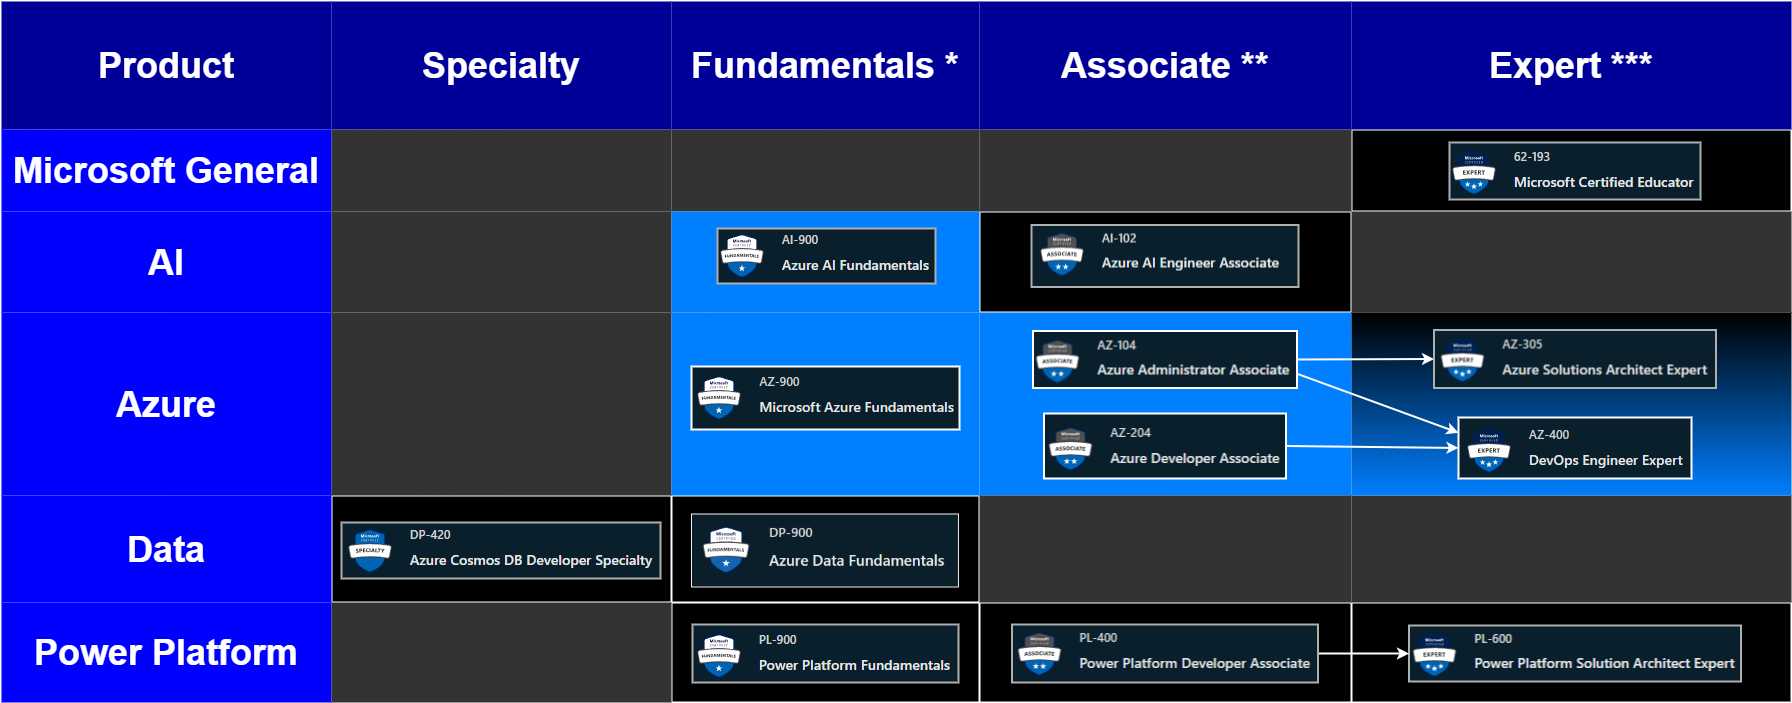 Product
Specialty
Fundamentals *
Associate **
Expert ***
Microsoft General
Microsoft
EXPERT
62-193
Microsoft Certified Educator
AI
Microsoft
CERTIFIED
FUNDAMENTALS
AI-900
Azure AI Fundamentals
Microsoft
CERTIFIED
ASSOCIATE
AI-102
Azure AI Engineer Associate
Azure
Microsoft
CERTIFIED
FUNDAMENTALS
AZ-900
Microsoft Azure Fundamentals
Microsoft
CERTIFIED
ASSOCIATE
AZ-104
Azure Administrator Associate
Microsoft
CERTIFIED
ASSOCIATE
AZ-204
Azure Developer Associate
Microsoft
EXPERT
AZ-305
Azure Solutions Architect Expert
Microsoft
EXPERT
AZ-400
DevOps Engineer Expert
Data
Microsoft
SPECIALTY
DP-420
Azure Cosmos DB Developer Specialty
Microsoft
CERTIFIED
FUNDAMENTALS
DP-900
Azure Data Fundamentals
Power Platform
Microsoft
CERTIFIED
FUNDAMENTALS
PL-900
Power Platform Fundamentals
Microsoft
CERTIFIED
ASSOCIATE
PL-400
Power Platform Developer Associate
Microsoft
EXPERT
PL-600
Power Platform Solution Architect Expert